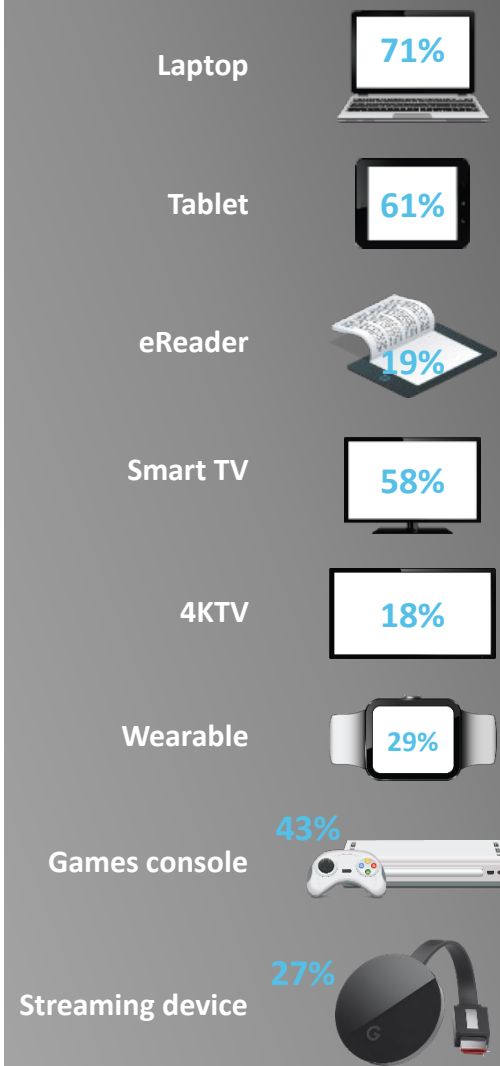 Laptop 71%
Tablet 61%
eReader 19%
Smart TV 58%
4KTV 18%
Wearable 29%
43%
Games console
27%
Streaming device
G